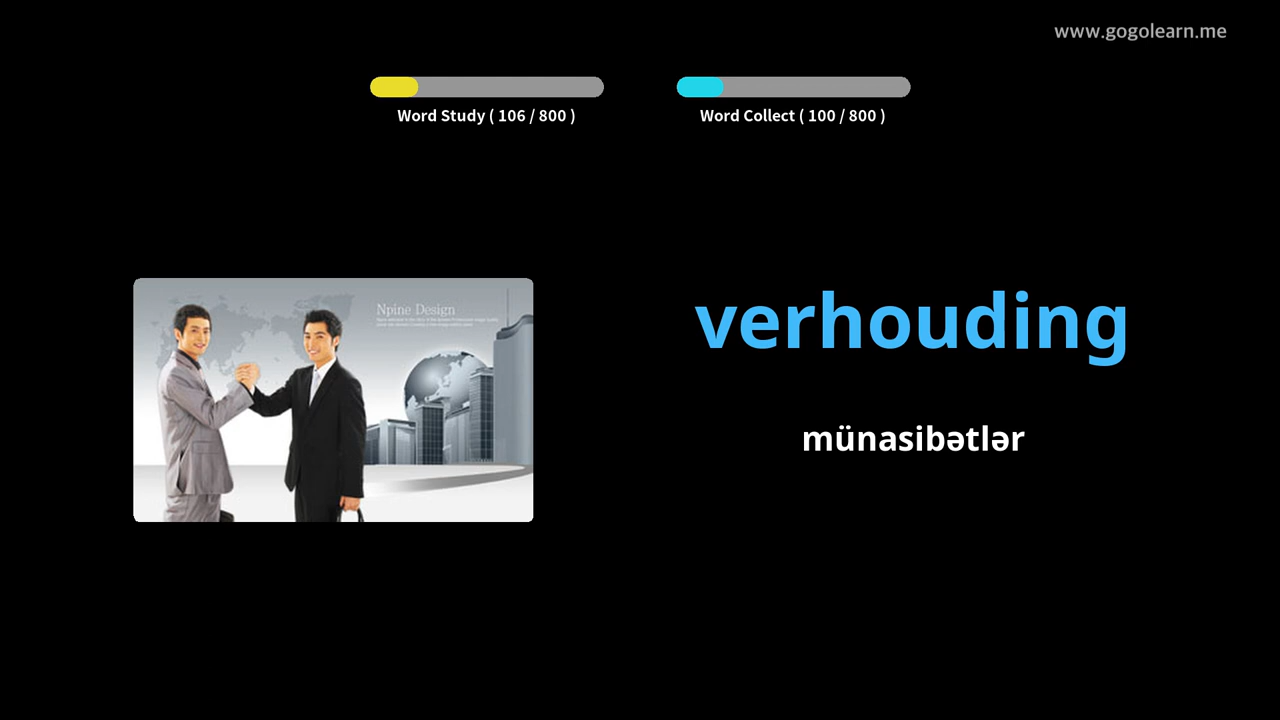 www.gogolearn.me
Word Study ( 106 / 800 )
Word Collect ( 100 / 800 )
Npine Design
verhouding
münasibətlər